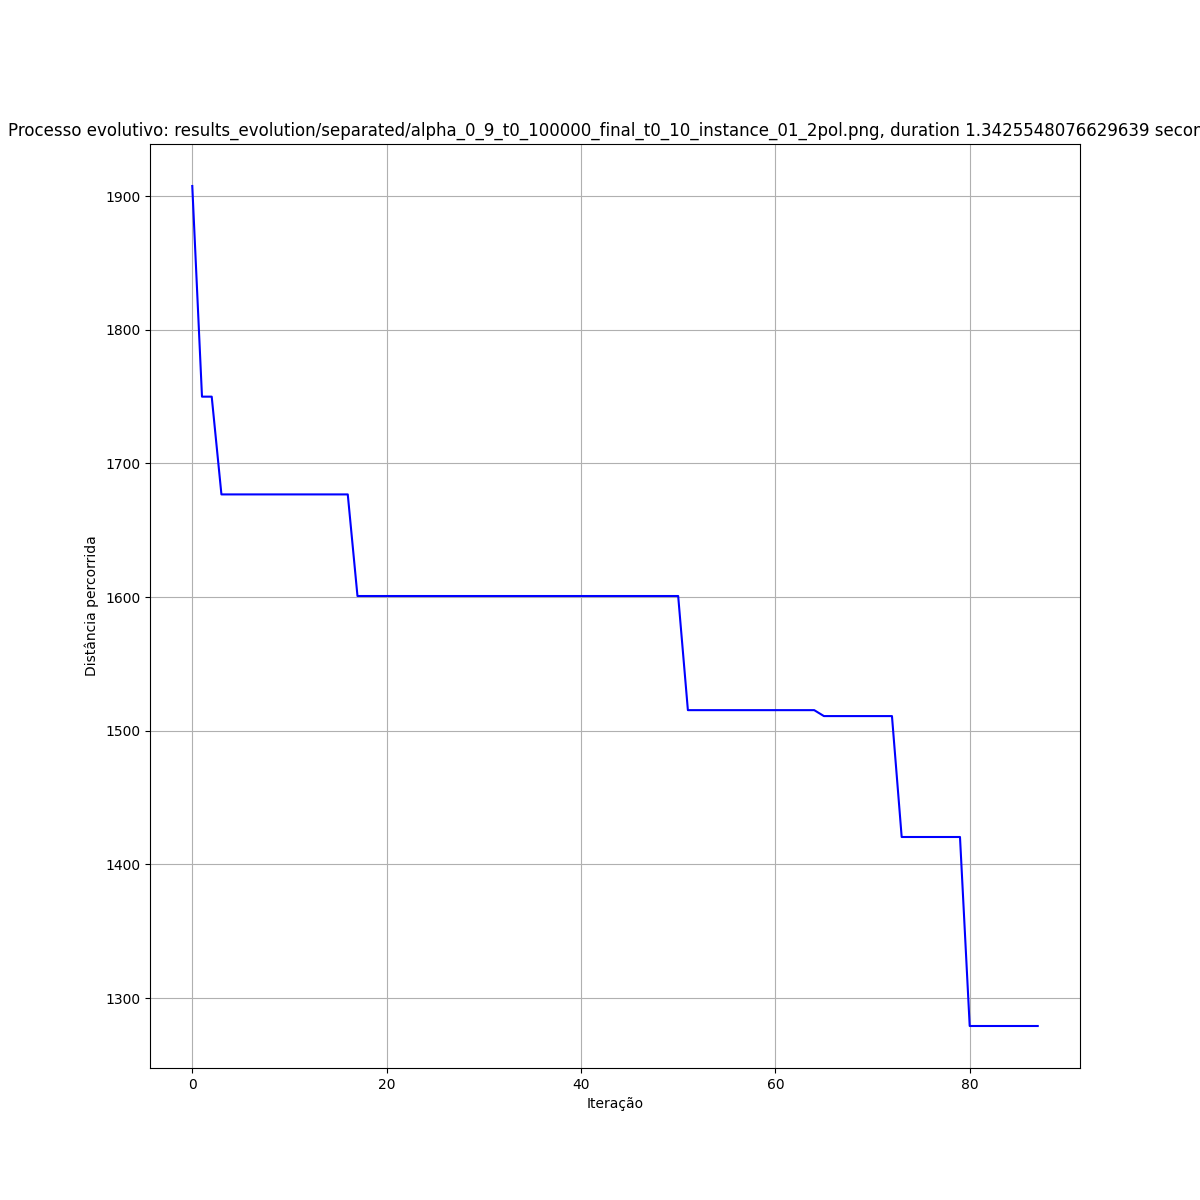 Processo evolutivo: results_evolution/separated/alpha_0_9_t0_100000_final_t0_10_instance_01_2pol.png, duration 1.3425548076629639 secon
1900
1800
1700
1600
1500
1400
1300
Distância percorrida
0 20 40 60 80
Iteração